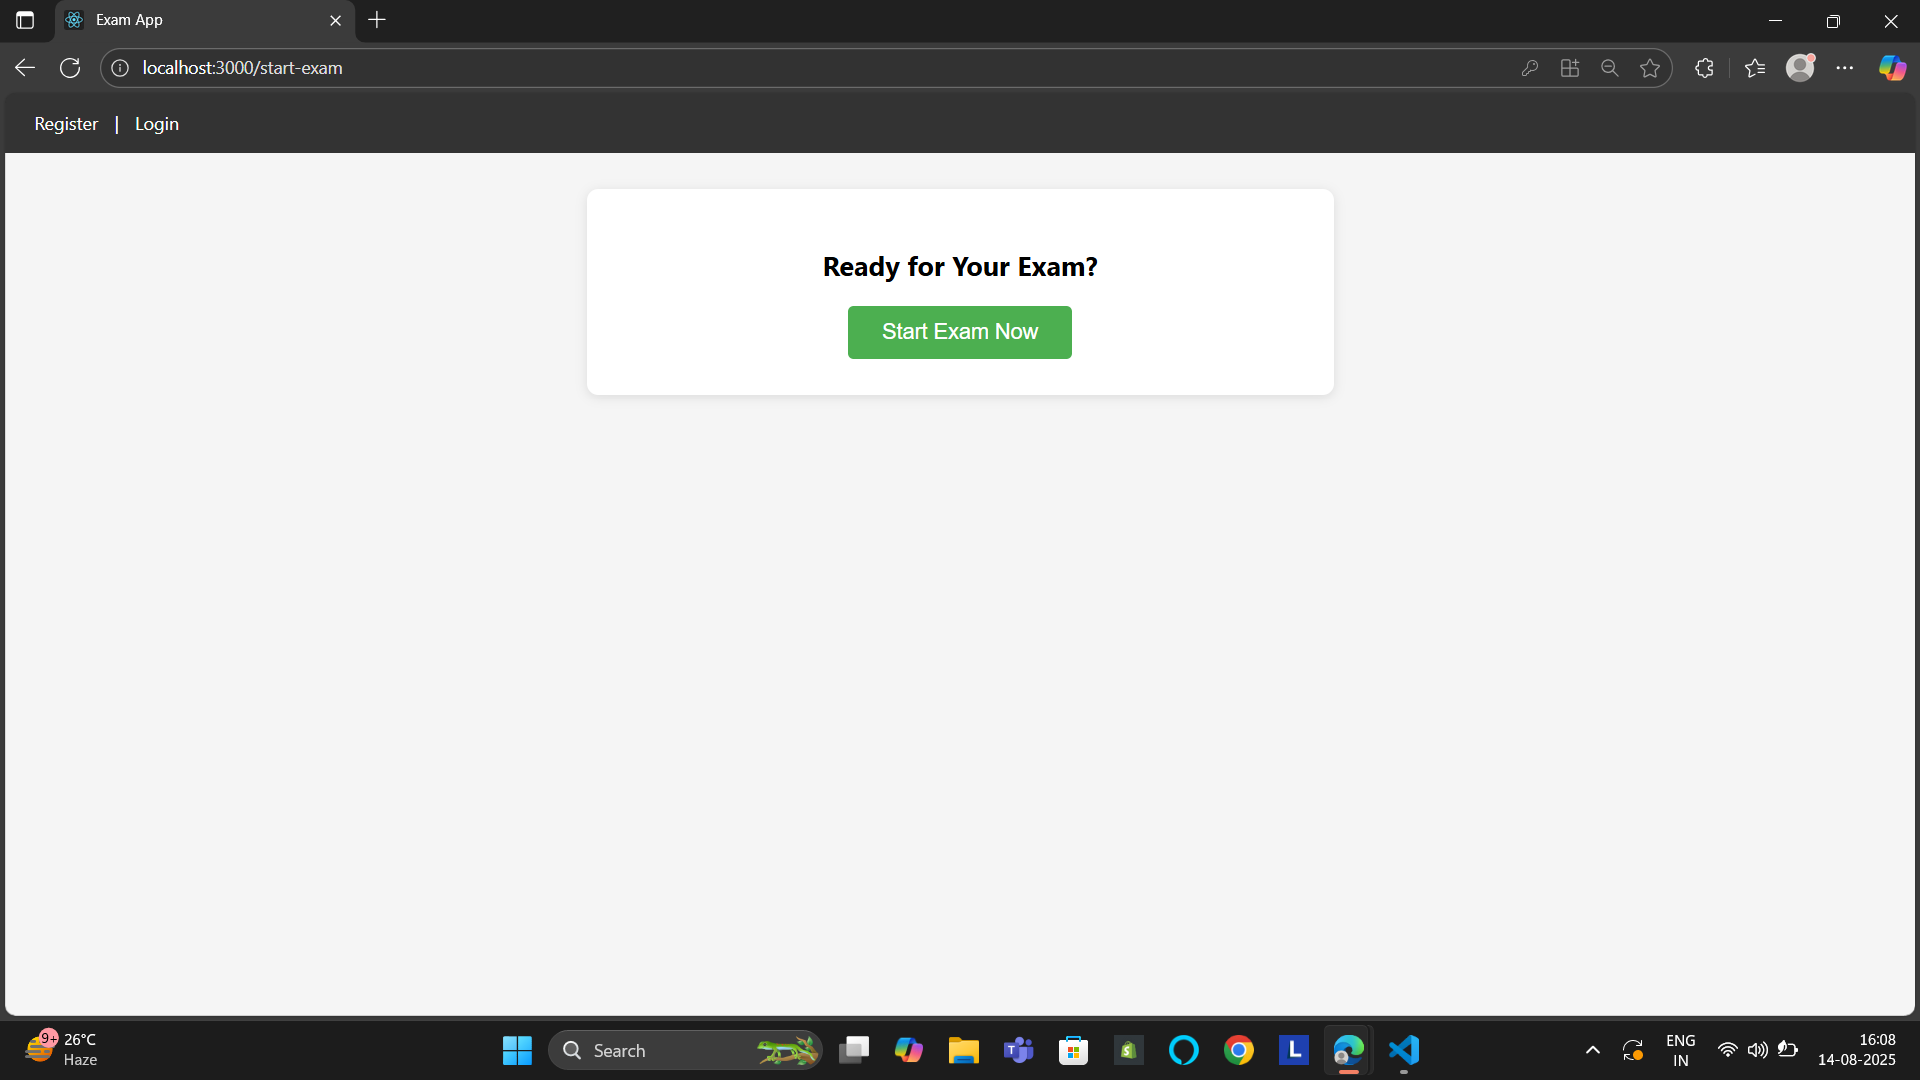 Exam App
localhost:3000/start-exam
Register | Login
Ready for Your Exam?
Start Exam Now
9+
26°C
Haze
Search
T
L
ENG
IN
16:08
14-08-2025